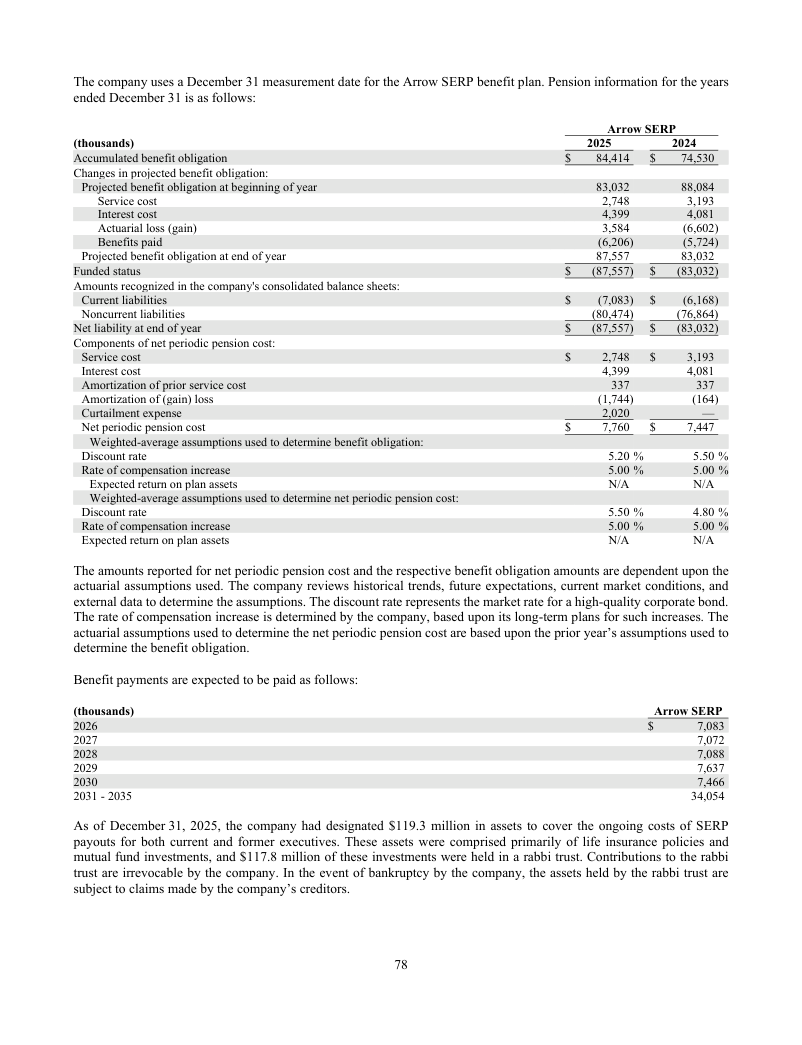 The company uses a December 31 measurement date for the Arrow SERP benefit plan. Pension information for the years
ended December 31 is as follows:
Arrow SERP
(thousands) 2025 2024
Accumulated benefit obligation $ 84,414 $ 74,530
Changes in projected benefit obligation:
Projected benefit obligation at beginning of year 83,032 88,084
Service cost 2,748 3,193
Interest cost 4,399 4,081
Actuarial loss (gain) 3,584 (6,602)
Benefits paid (6,206) (5,724)
Projected benefit obligation at end of year 87,557 83,032
Funded status $ (87,557) $ (83,032)
Amounts recognized in the company's consolidated balance sheets:
Current liabilities $ (7,083) $ (6,168)
Noncurrent liabilities (80,474) (76,864)
Net liability at end of year $ (87,557) $ (83,032)
Components of net periodic pension cost:
Service cost $ 2,748 $ 3,193
Interest cost 4,399 4,081
Amortization of prior service cost 337 337
Amortization of (gain) loss (1,744) (164)
Curtailment expense 2,020 —
Net periodic pension cost $ 7,760 $ 7,447
Weighted-average assumptions used to determine benefit obligation:
Discount rate 5.20 % 5.50 %
Rate of compensation increase 5.00 % 5.00 %
Expected return on plan assets N/A N/A
Weighted-average assumptions used to determine net periodic pension cost:
Discount rate 5.50 % 4.80 %
Rate of compensation increase 5.00 % 5.00 %
Expected return on plan assets N/A N/A
The amounts reported for net periodic pension cost and the respective benefit obligation amounts are dependent upon the
actuarial assumptions used. The company reviews historical trends, future expectations, current market conditions, and
external data to determine the assumptions. The discount rate represents the market rate for a high-quality corporate bond.
The rate of compensation increase is determined by the company, based upon its long-term plans for such increases. The
actuarial assumptions used to determine the net periodic pension cost are based upon the prior year’s assumptions used to
determine the benefit obligation.
Benefit payments are expected to be paid as follows:
(thousands) Arrow SERP
2026 $ 7,083
2027 7,072
2028 7,088
2029 7,637
2030 7,466
2031 - 2035 34,054
As of December 31, 2025, the company had designated $119.3 million in assets to cover the ongoing costs of SERP
payouts for both current and former executives. These assets were comprised primarily of life insurance policies and
mutual fund investments, and $117.8 million of these investments were held in a rabbi trust. Contributions to the rabbi
trust are irrevocable by the company. In the event of bankruptcy by the company, the assets held by the rabbi trust are
subject to claims made by the company’s creditors.
78